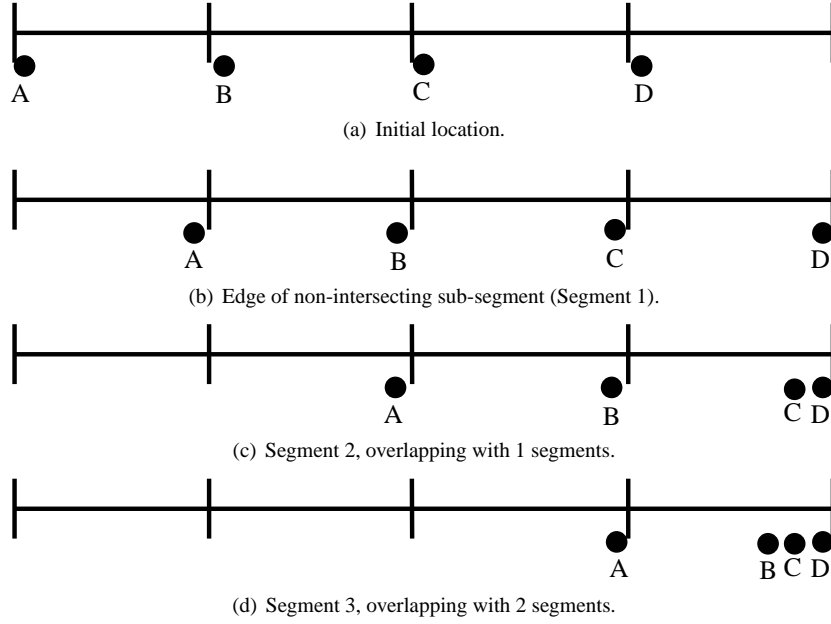 A B C D
(a) Initial location.
A B C D
(b) Edge of non-intersecting sub-segment (Segment 1).
A B C D
(c) Segment 2, overlapping with 1 segments.
A B C D
(d) Segment 3, overlapping with 2 segments.